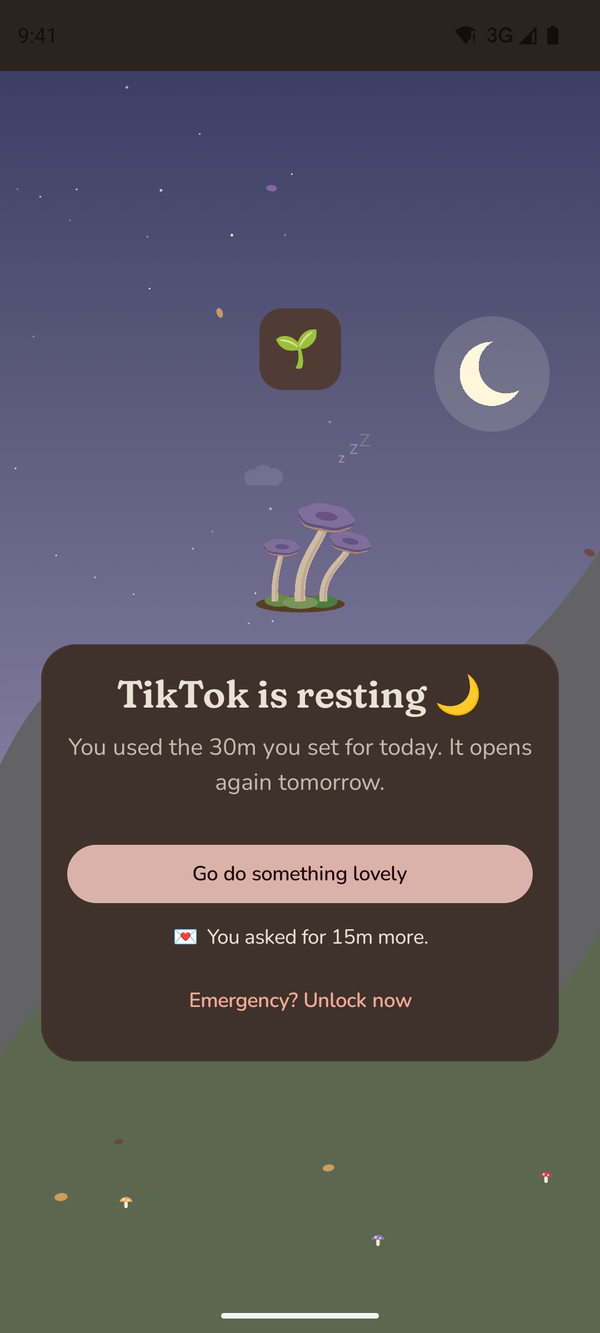 9:41
3G
z z Z
TikTok is resting 🌙
You used the 30m you set for today. It opens
again tomorrow.
Go do something lovely
💌 You asked for 15m more.
Emergency? Unlock now